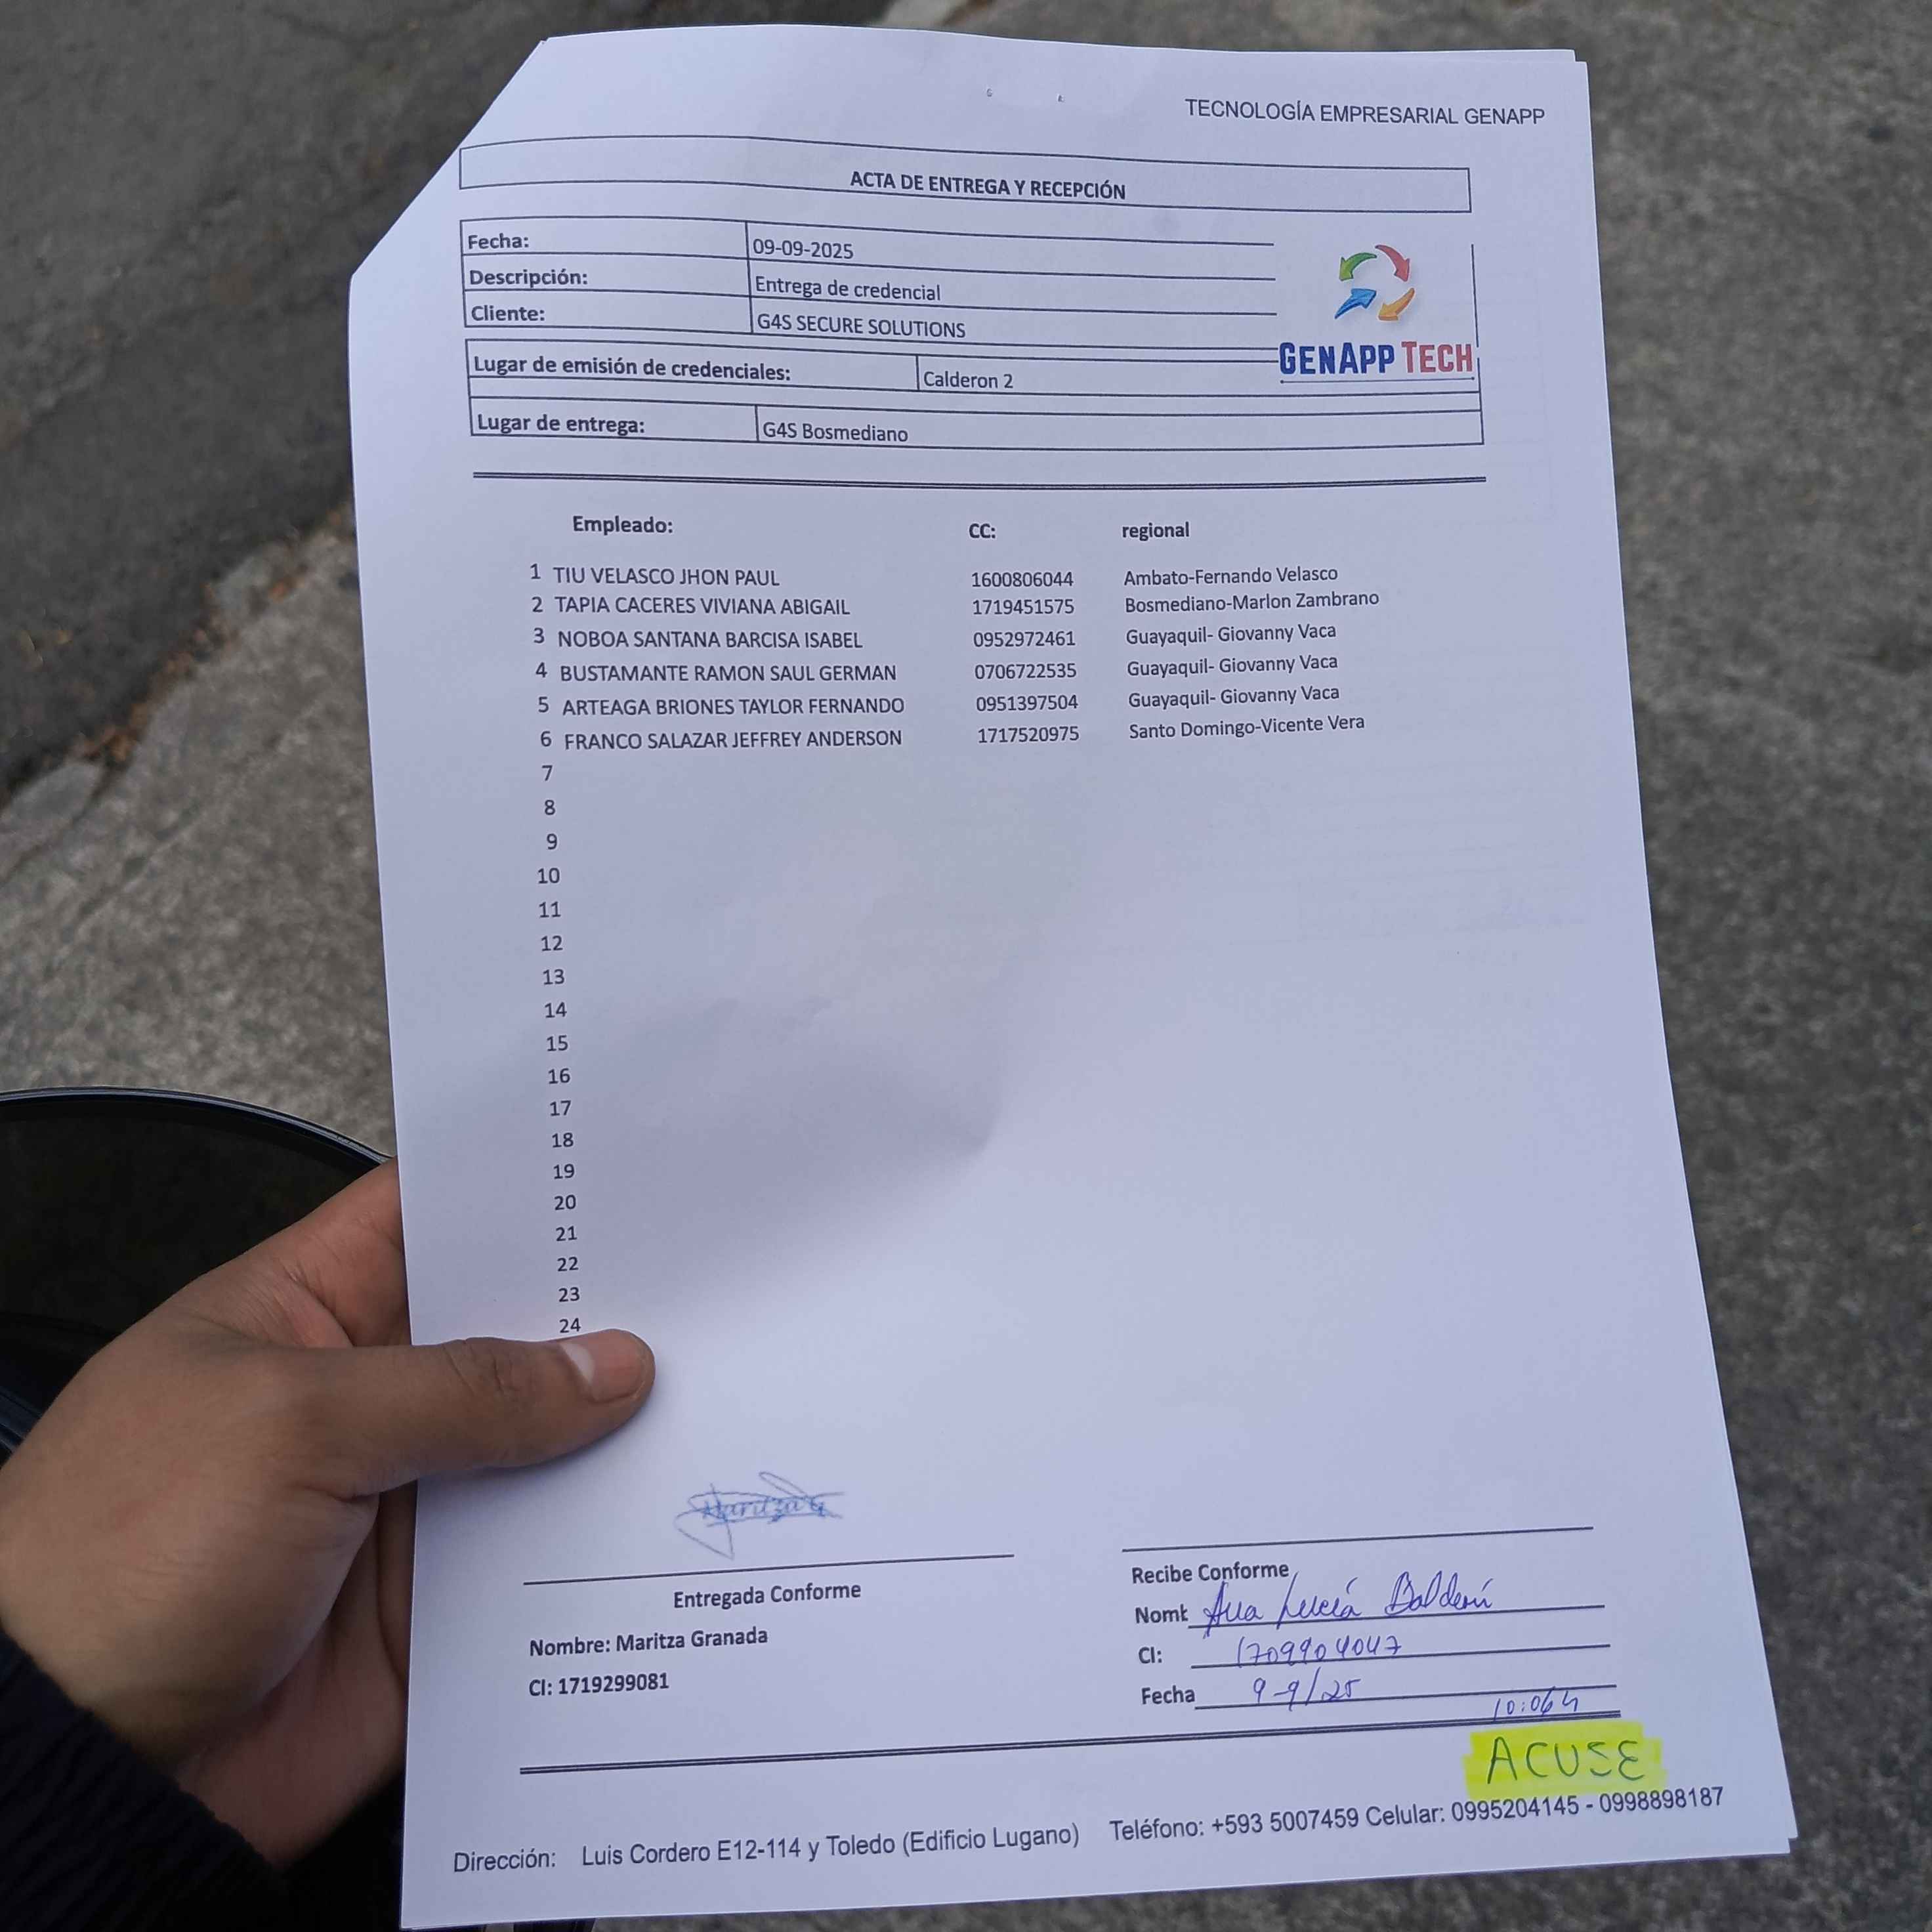 TECNOLOGÍA EMPRESARIAL GENAPP
ACTA DE ENTREGA Y RECEPCIÓN
Fecha: 09-09-2025
Descripción: Entrega de credencial
Cliente: G4S SECURE SOLUTIONS
GENAPP TECH
Lugar de emisión de credenciales: Calderon 2
Lugar de entrega: G4S Bosmediano
Empleado: CC: regional
1 TIU VELASCO JHON PAUL 1600806044 Ambato-Fernando Velasco
2 TAPIA CACERES VIVIANA ABIGAIL 1719451575 Bosmediano-Marlon Zambrano
3 NOBOA SANTANA BARCISA ISABEL 0952972461 Guayaquil- Giovanny Vaca
4 BUSTAMANTE RAMON SAUL GERMAN 0706722535 Guayaquil- Giovanny Vaca
5 ARTEAGA BRIONES TAYLOR FERNANDO 0951397504 Guayaquil- Giovanny Vaca
6 FRANCO SALAZAR JEFFREY ANDERSON 1717520975 Santo Domingo-Vicente Vera
7
8
9
10
11
12
13
14
15
16
17
18
19
20
21
22
23
24
Maritza G
Entregada Conforme
Nombre: Maritza Granada
CI: 1719299081
Recibe Conforme
Nomb Ana Lucía
CI: 1709904047
Fecha 9-9/25
10:06h
ACUSE
Dirección: Luis Cordero E12-114 y Toledo (Edificio Lugano) Teléfono: +593 5007459 Celular: 0995204145 - 0998898187